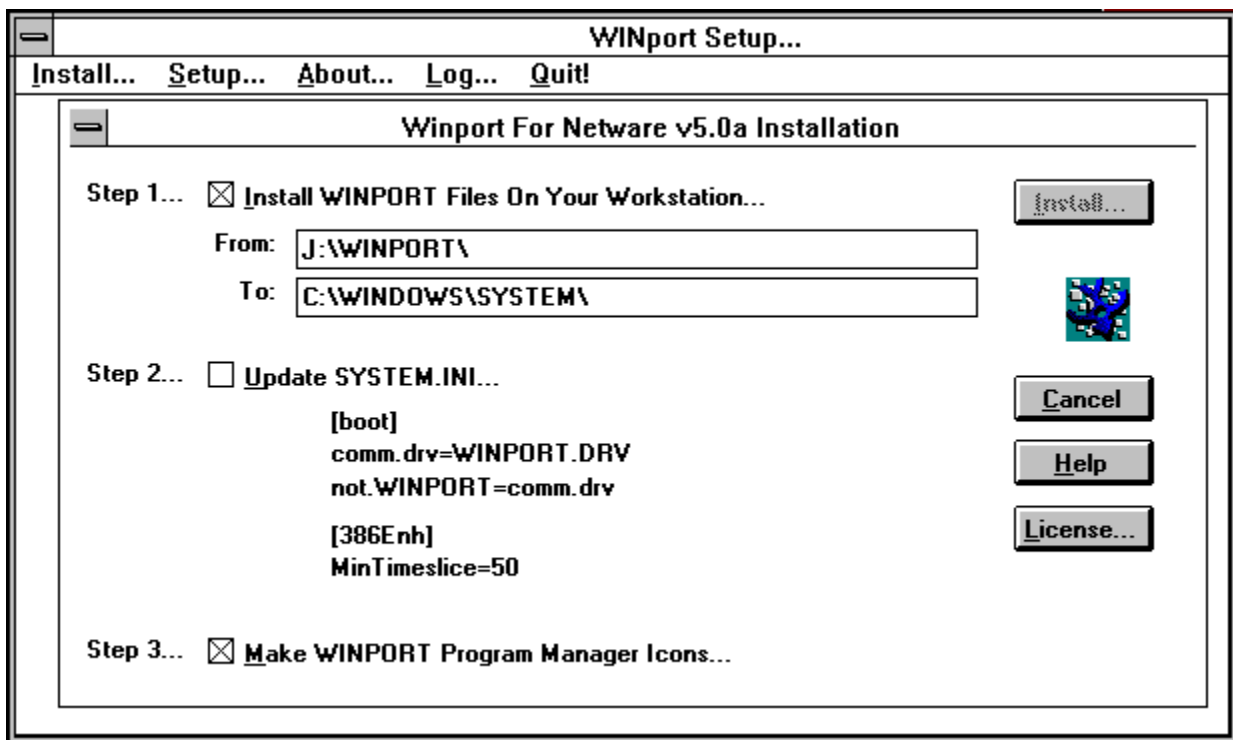 WINport Setup...
Install... Setup... About... Log... Quit!
Winport For Netware v5.0a Installation
Step 1... Install WINPORT Files On Your Workstation...
Install...
From: J:\WINPORT\
To: C:\WINDOWS\SYSTEM\
Step 2... Update SYSTEM.INI...
Cancel
[boot]
comm.drv=WINPORT.DRV
Help
not.WINPORT=comm.drv
License...
[386Enh]
MinTimeslice=50
Step 3... Make WINPORT Program Manager Icons...